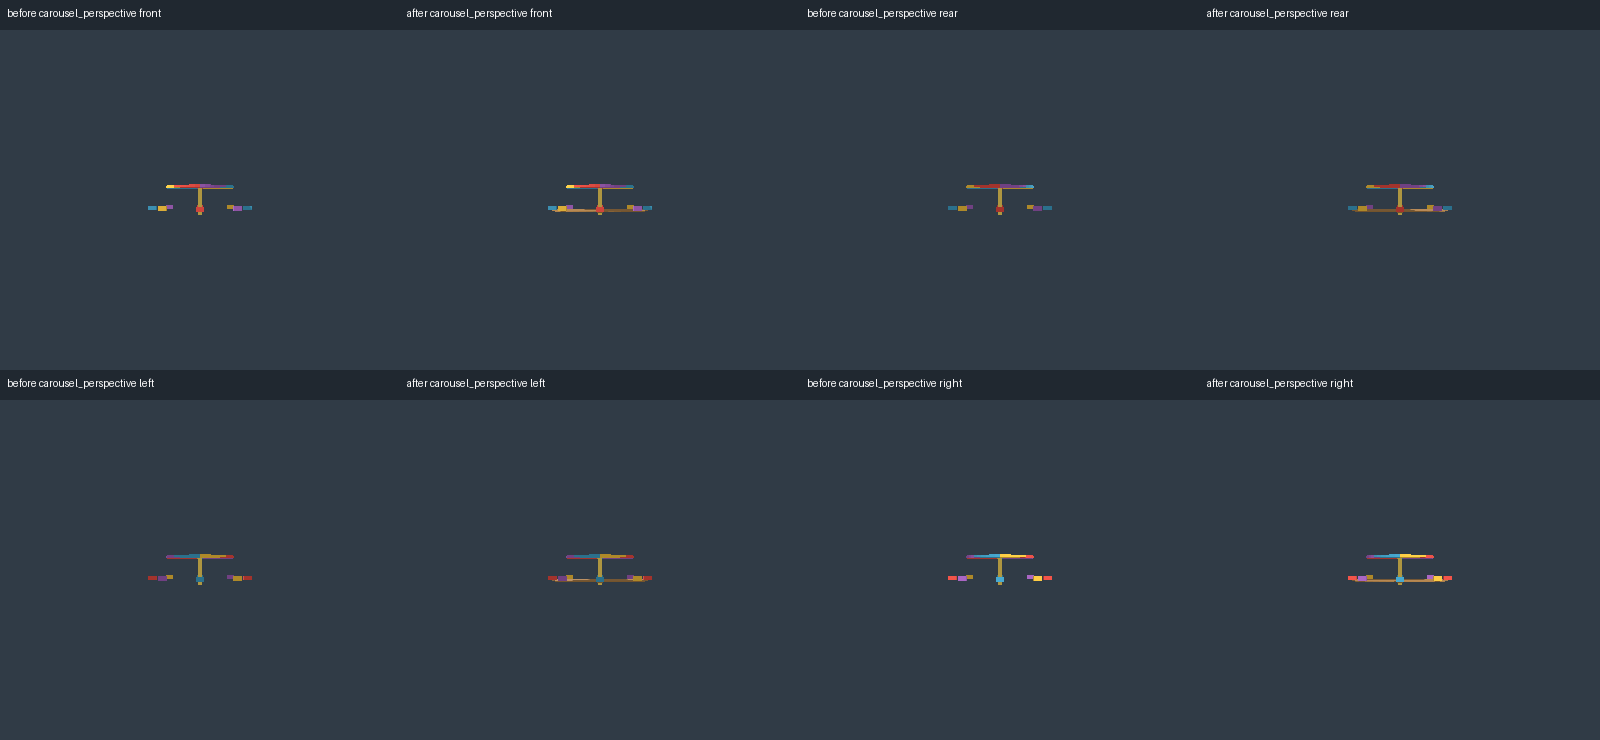 before carousel_perspective front
after carousel_perspective front
before carousel_perspective rear
after carousel_perspective rear
before carousel_perspective left
after carousel_perspective left
before carousel_perspective right
after carousel_perspective right